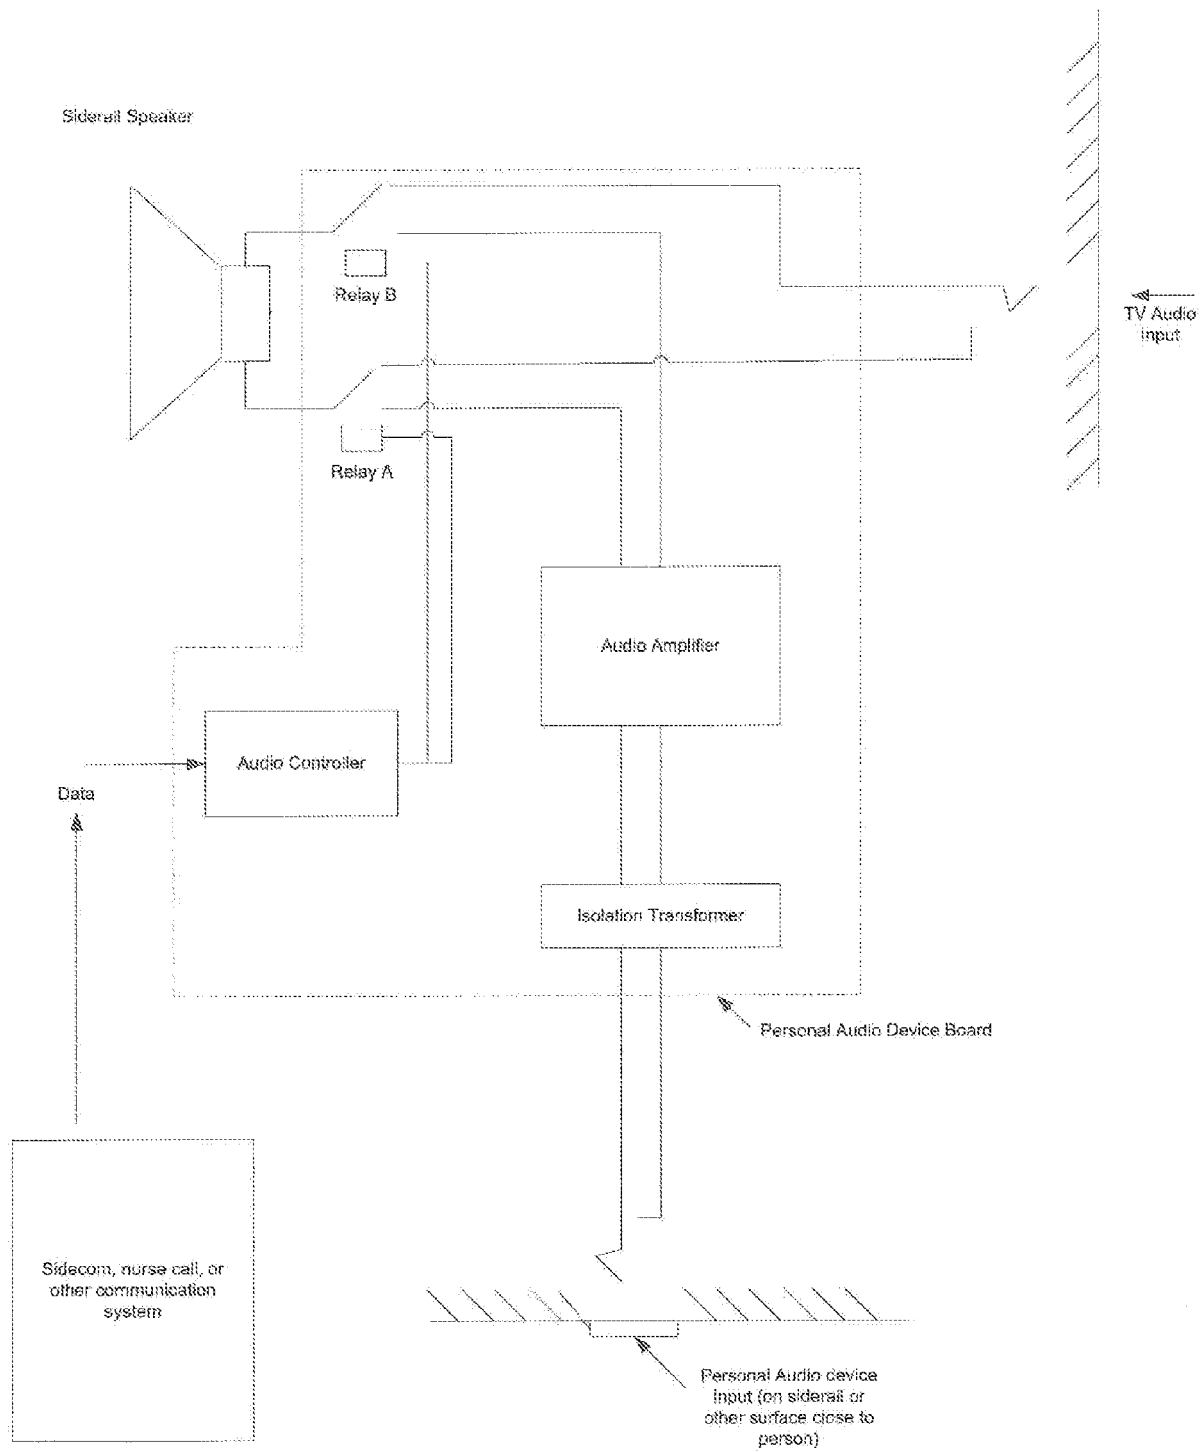 Siderail Speaker
Relay B
TV Audio
input
Relay A
Audio Amplifier
Audio Controller
Data
Isolation Transformer
Personal Audio Device Board
Sidecom, nurse call, or
other communication
system
Personal Audio device
Input (on siderail or
other surface close to
person)